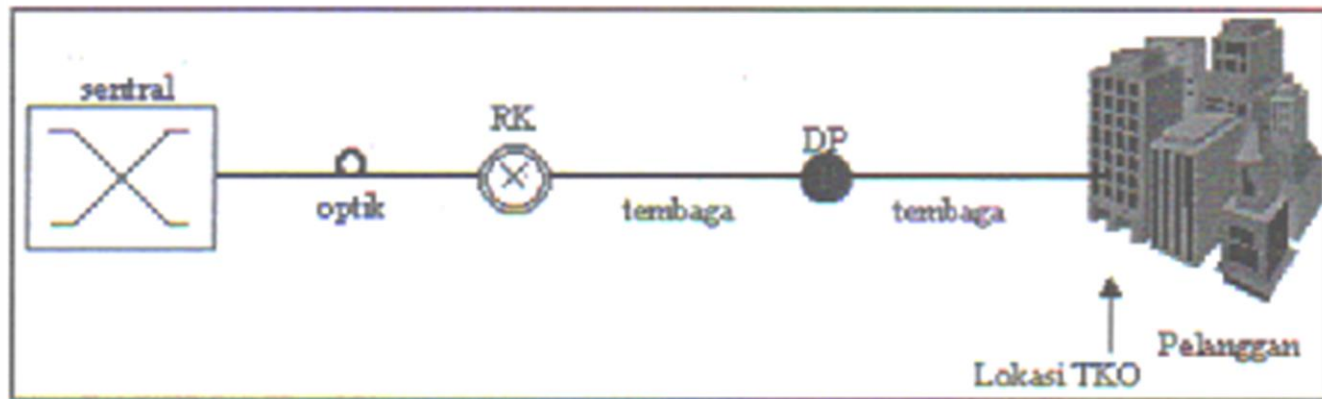 sentral
RK
DP
optik
tembaga
tembaga
Pelanggan
Lokasi TKO